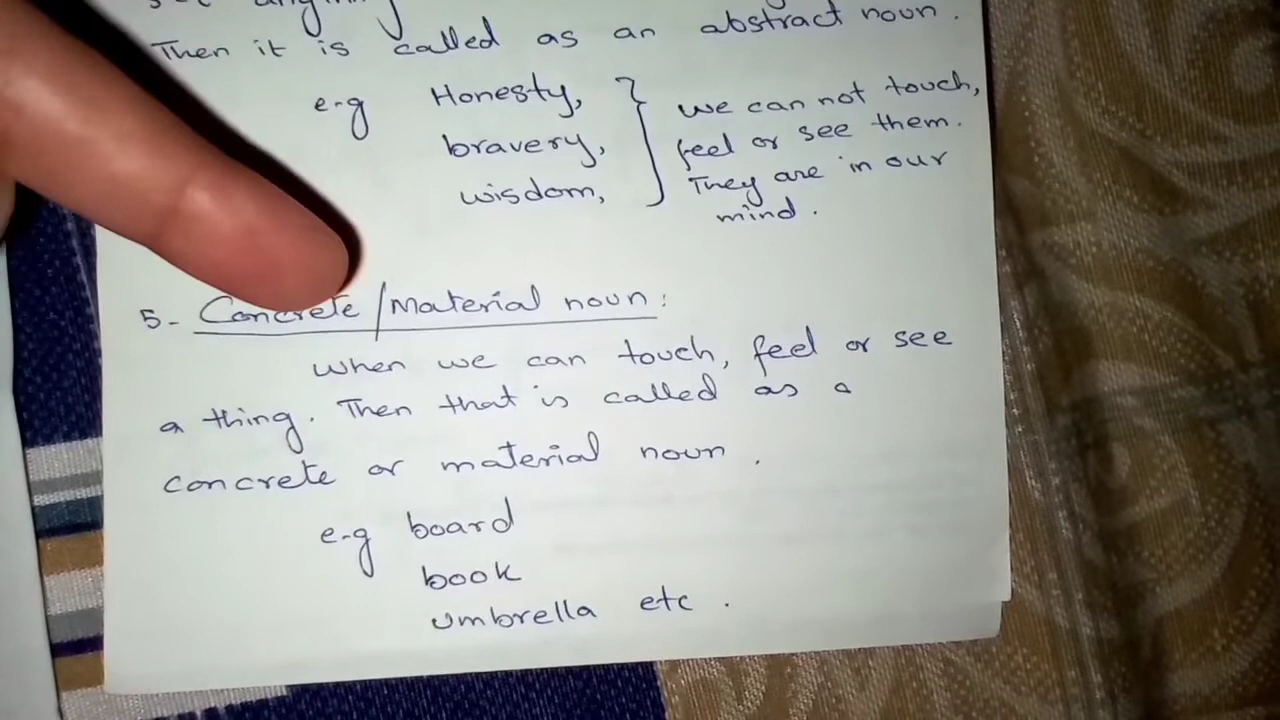 Then it is called as an abstract noun.
e-g Honesty, } We can not touch,
bravery, feel or see them.
wisdom, They are in our
mind.
5- Concrete/Material noun:
When we can touch, feel or see
a thing. Then that is called as a
concrete or material noun.
e-g board
book
umbrella etc.